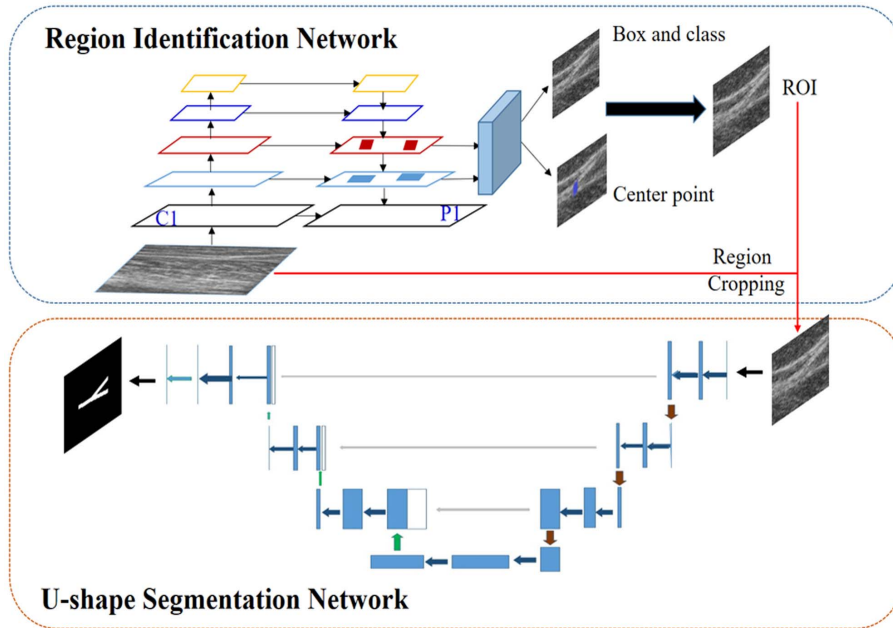 Region Identification Network
Box and class
ROI
Center point
C1
P1
Region
Cropping
U-shape Segmentation Network